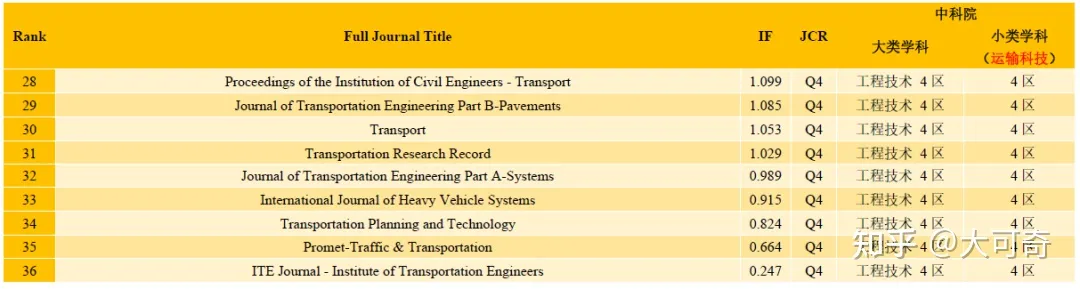 Rank Full Journal Title IF JCR 中科院
大类学科 小类学科
（运输科技）
28 Proceedings of the Institution of Civil Engineers - Transport 1.099 Q4 工程技术 4 区 4 区
29 Journal of Transportation Engineering Part B-Pavements 1.085 Q4 工程技术 4 区 4 区
30 Transport 1.053 Q4 工程技术 4 区 4 区
31 Transportation Research Record 1.029 Q4 工程技术 4 区 4 区
32 Journal of Transportation Engineering Part A-Systems 0.989 Q4 工程技术 4 区 4 区
33 International Journal of Heavy Vehicle Systems 0.915 Q4 工程技术 4 区 4 区
34 Transportation Planning and Technology 0.824 Q4 工程技术 4 区 4 区
35 Promet-Traffic & Transportation 0.664 Q4 工程技术 4 区 4 区
36 ITE Journal - Institute of Transportation Engineers 0.247 Q4 工程技术 4 区 4 区
知乎 @大可奇